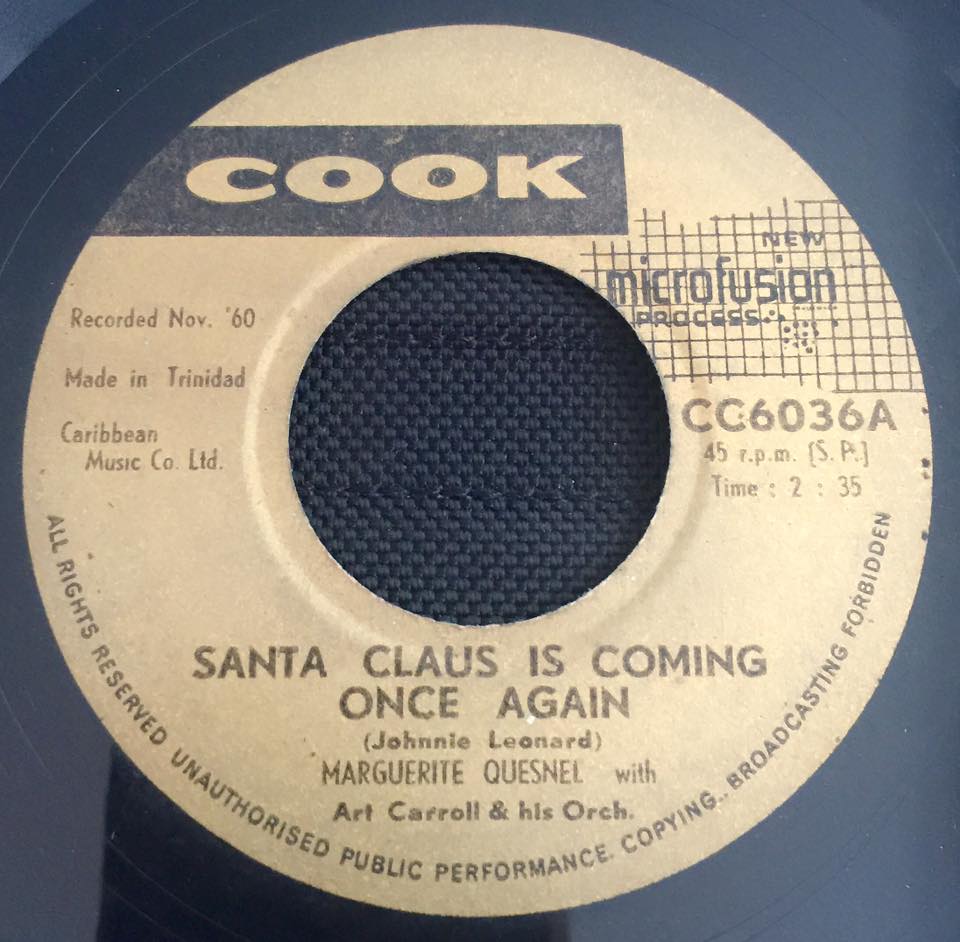 COOK
NEW
microfusion
PROCESS
Recorded Nov. '60
Made in Trinidad
Caribbean
Music Co. Ltd.
CC6036A
45 r.p.m. [S. P.]
Time : 2 : 35
SANTA CLAUS IS COMING
ONCE AGAIN
(Johnnie Leonard)
MARGUERITE QUESNEL with
Art Carroll & his Orch.
ALL RIGHTS RESERVED UNAUTHORISED PUBLIC PERFORMANCE. COPYING.. BROADCASTING FORBIDDEN